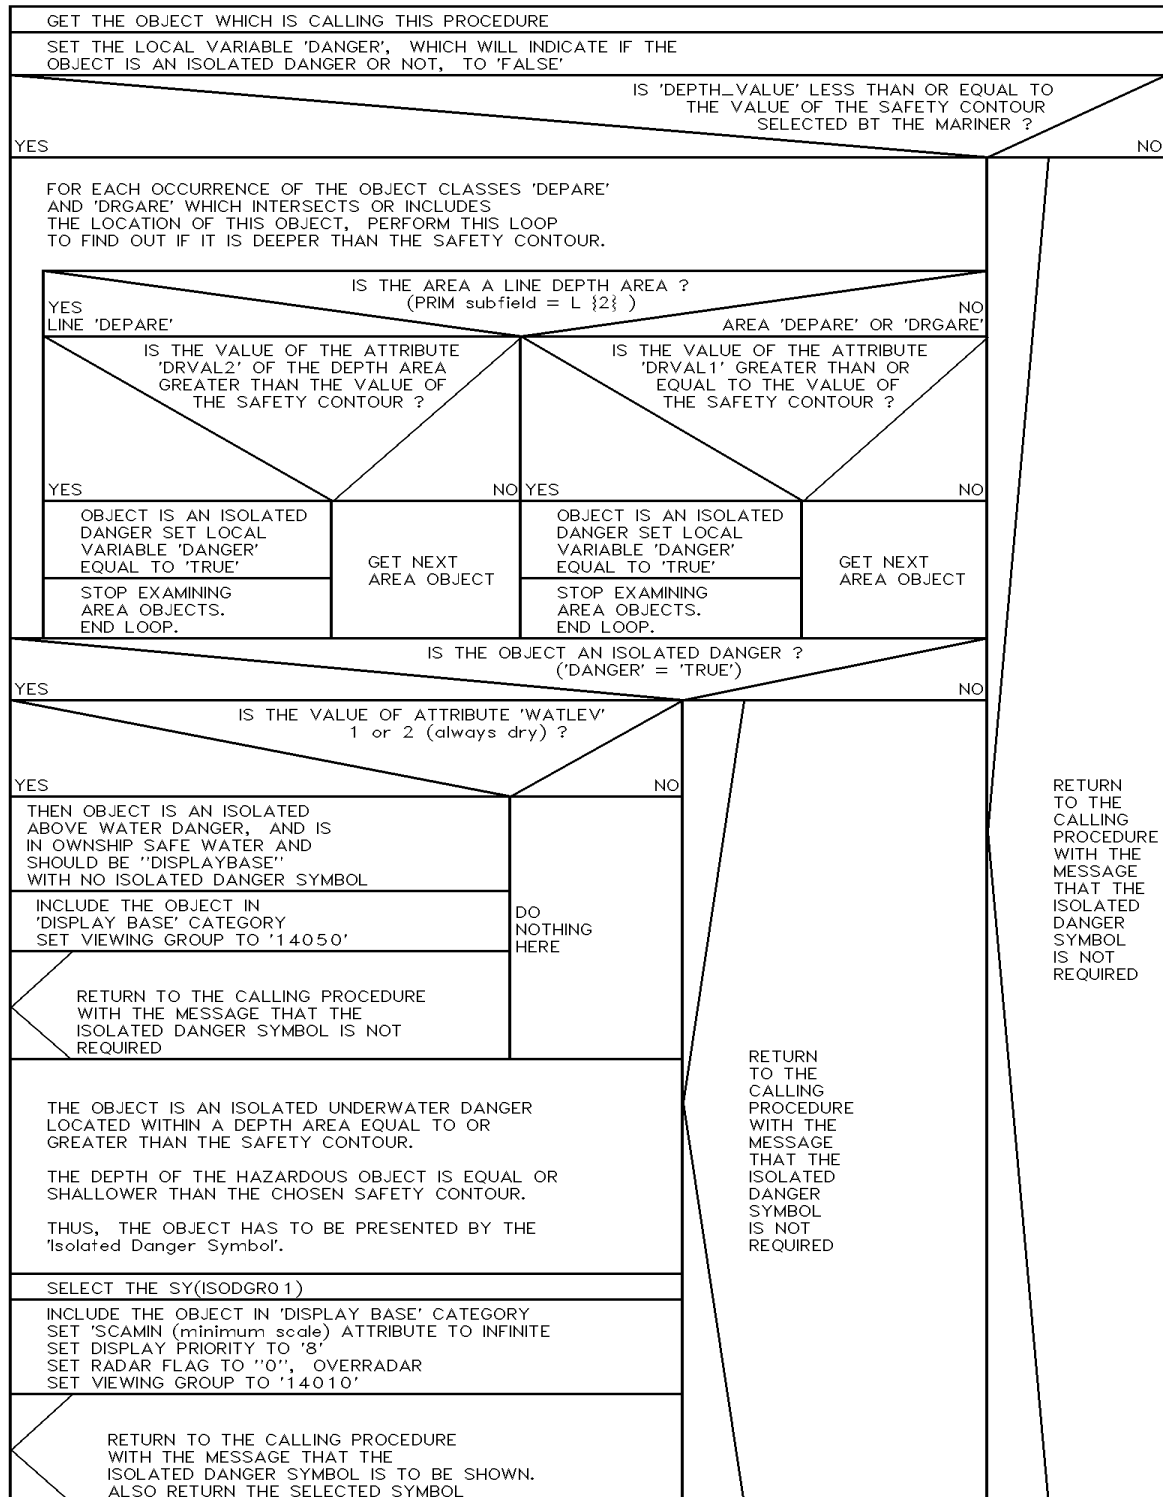 GET THE OBJECT WHICH IS CALLING THIS PROCEDURE
SET THE LOCAL VARIABLE 'DANGER', WHICH WILL INDICATE IF THE
OBJECT IS AN ISOLATED DANGER OR NOT, TO 'FALSE'
IS 'DEPTH_VALUE' LESS THAN OR EQUAL TO
THE VALUE OF THE SAFETY CONTOUR
SELECTED BT THE MARINER ?
YES
NO
FOR EACH OCCURRENCE OF THE OBJECT CLASSES 'DEPARE'
AND 'DRGARE' WHICH INTERSECTS OR INCLUDES
THE LOCATION OF THIS OBJECT, PERFORM THIS LOOP
TO FIND OUT IF IT IS DEEPER THAN THE SAFETY CONTOUR.
IS THE AREA A LINE DEPTH AREA ?
(PRIM subfield = L {2} )
YES
LINE 'DEPARE'
NO
AREA 'DEPARE' OR 'DRGARE'
IS THE VALUE OF THE ATTRIBUTE
'DRVAL2' OF THE DEPTH AREA
GREATER THAN THE VALUE OF
THE SAFETY CONTOUR ?
YES
NO
IS THE VALUE OF THE ATTRIBUTE
'DRVAL1' GREATER THAN OR
EQUAL TO THE VALUE OF
THE SAFETY CONTOUR ?
YES
NO
OBJECT IS AN ISOLATED
DANGER SET LOCAL
VARIABLE 'DANGER'
EQUAL TO 'TRUE'
STOP EXAMINING
AREA OBJECTS.
END LOOP.
GET NEXT
AREA OBJECT
OBJECT IS AN ISOLATED
DANGER SET LOCAL
VARIABLE 'DANGER'
EQUAL TO 'TRUE'
STOP EXAMINING
AREA OBJECTS.
END LOOP.
GET NEXT
AREA OBJECT
IS THE OBJECT AN ISOLATED DANGER ?
('DANGER' = 'TRUE')
YES
NO
IS THE VALUE OF ATTRIBUTE 'WATLEV'
1 or 2 (always dry) ?
YES
NO
THEN OBJECT IS AN ISOLATED
ABOVE WATER DANGER, AND IS
IN OWNSHIP SAFE WATER AND
SHOULD BE "DISPLAYBASE"
WITH NO ISOLATED DANGER SYMBOL
INCLUDE THE OBJECT IN
'DISPLAY BASE' CATEGORY
SET VIEWING GROUP TO '14050'
RETURN TO THE CALLING PROCEDURE
WITH THE MESSAGE THAT THE
ISOLATED DANGER SYMBOL IS NOT
REQUIRED
DO
NOTHING
HERE
THE OBJECT IS AN ISOLATED UNDERWATER DANGER
LOCATED WITHIN A DEPTH AREA EQUAL TO OR
GREATER THAN THE SAFETY CONTOUR.
THE DEPTH OF THE HAZARDOUS OBJECT IS EQUAL OR
SHALLOWER THAN THE CHOSEN SAFETY CONTOUR.
THUS, THE OBJECT HAS TO BE PRESENTED BY THE
'Isolated Danger Symbol'.
SELECT THE SY(ISODGR01)
INCLUDE THE OBJECT IN 'DISPLAY BASE' CATEGORY
SET 'SCAMIN (minimum scale) ATTRIBUTE TO INFINITE
SET DISPLAY PRIORITY TO '8'
SET RADAR FLAG TO "0", OVERRADAR
SET VIEWING GROUP TO '14010'
RETURN TO THE CALLING PROCEDURE
WITH THE MESSAGE THAT THE
ISOLATED DANGER SYMBOL IS TO BE SHOWN.
ALSO RETURN THE SELECTED SYMBOL
RETURN
TO THE
CALLING
PROCEDURE
WITH THE
MESSAGE
THAT THE
ISOLATED
DANGER
SYMBOL
IS NOT
REQUIRED
RETURN
TO THE
CALLING
PROCEDURE
WITH THE
MESSAGE
THAT THE
ISOLATED
DANGER
SYMBOL
IS NOT
REQUIRED